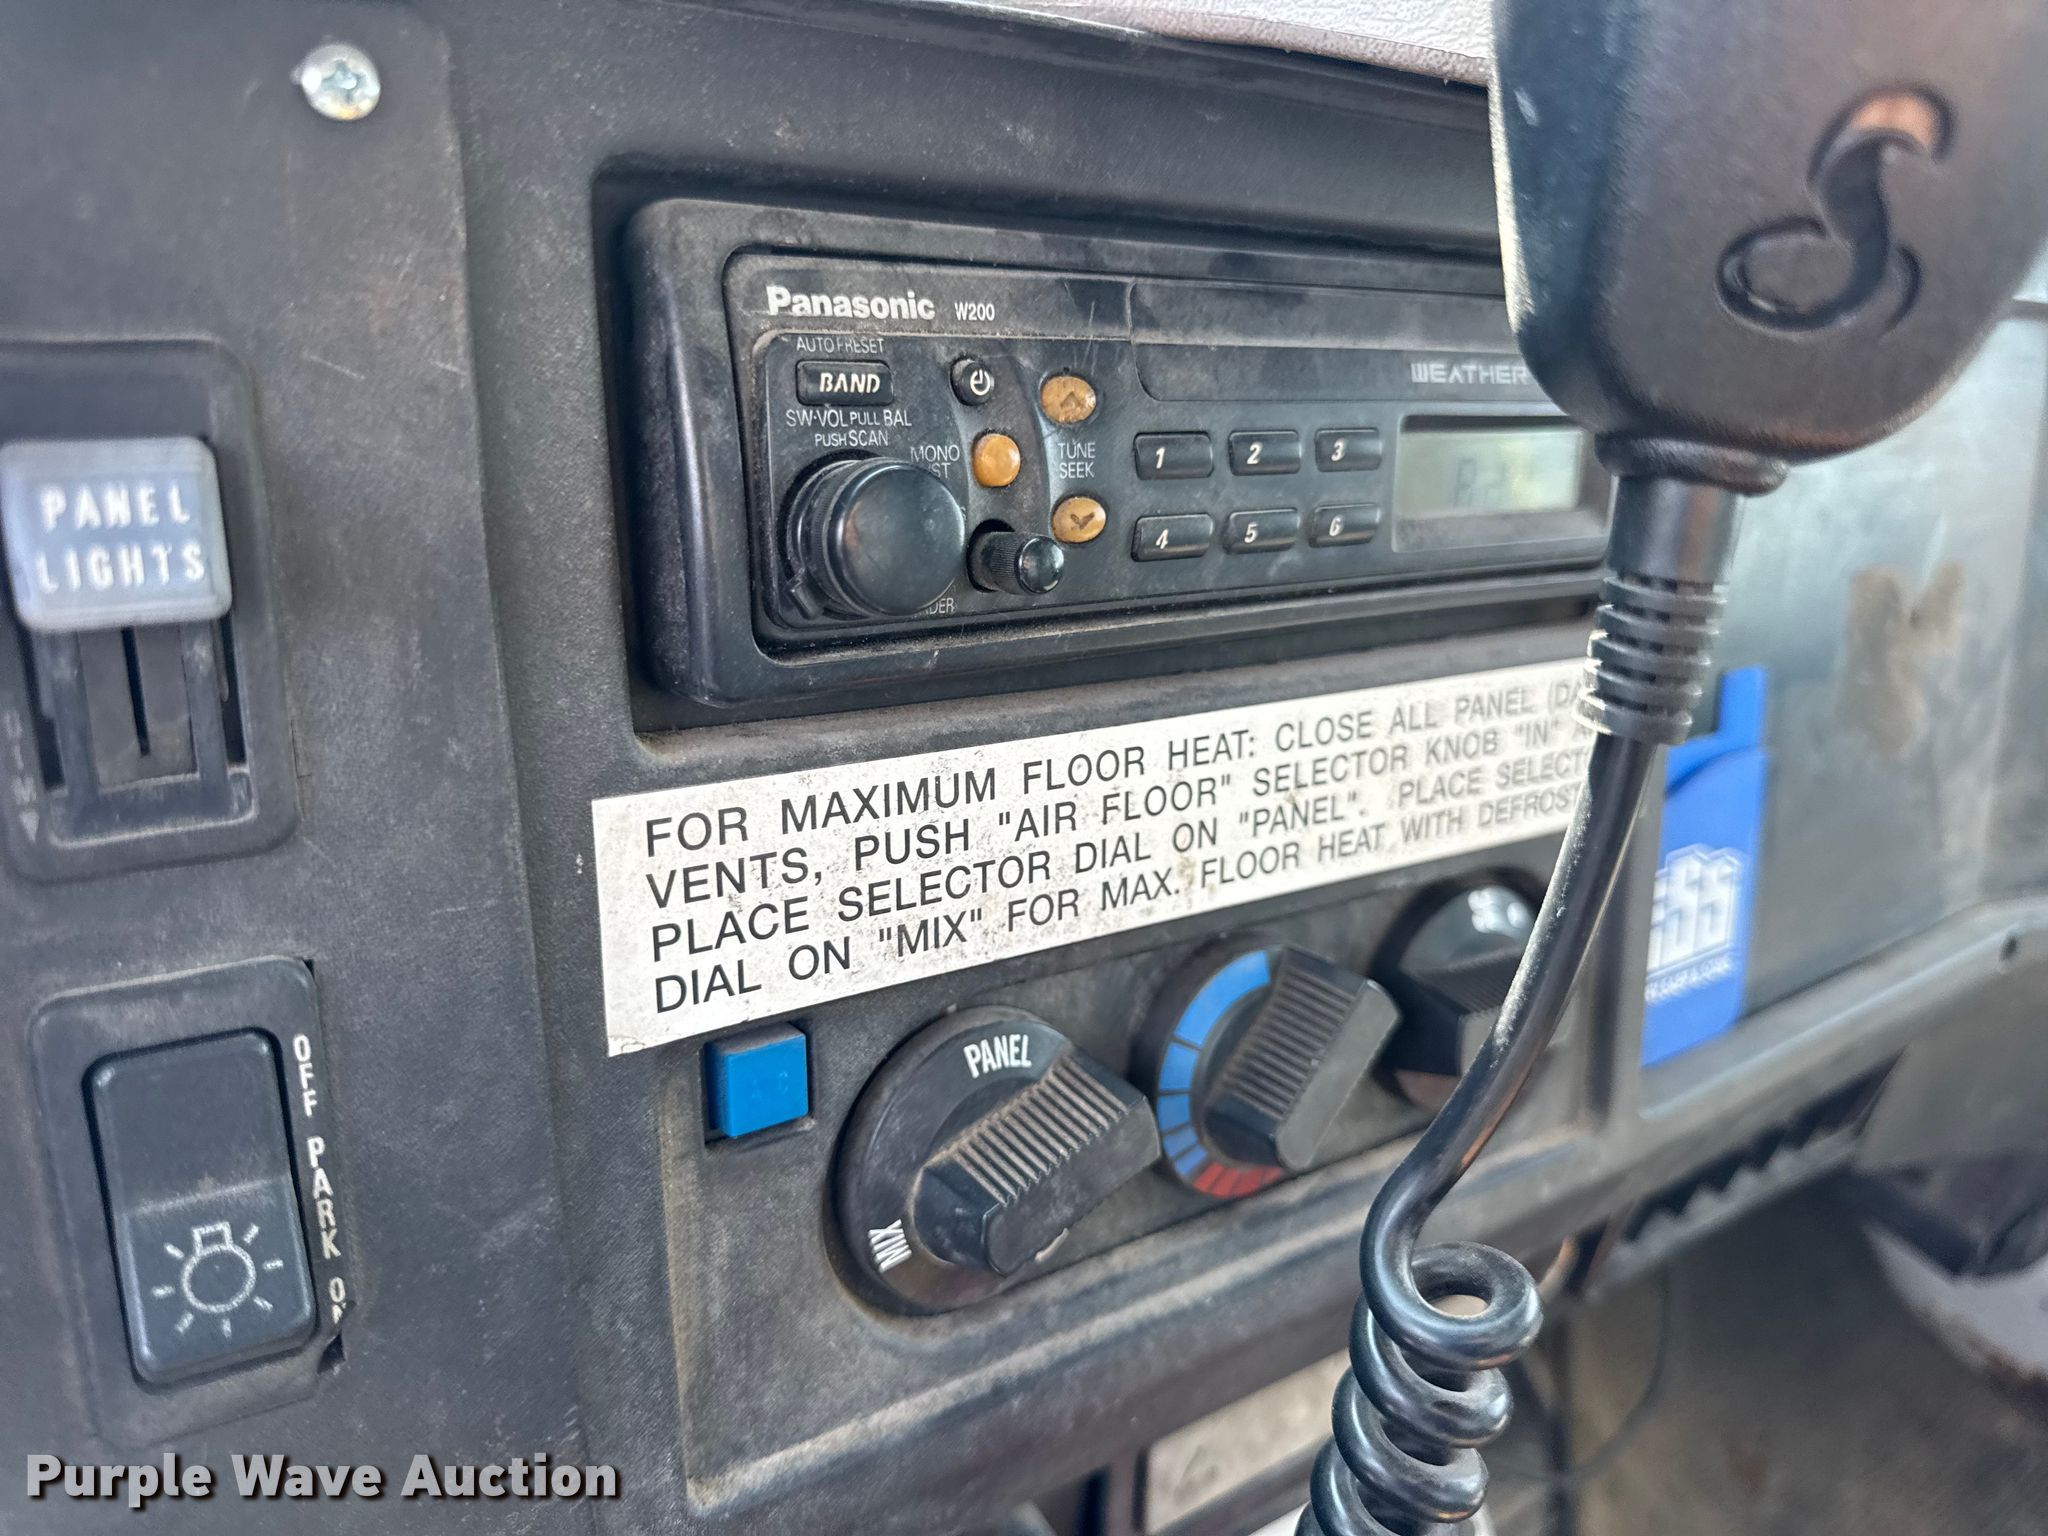 Panasonic W200
AUTO PRESET
BAND
SW·VOL PULL BAL
PUSH SCAN
MONO
TUNE
SEEK
WEATHER
1 2 3
4 5 6
PANEL
LIGHTS
DIM
FOR MAXIMUM FLOOR HEAT: CLOSE ALL PANEL
VENTS, PUSH "AIR FLOOR" SELECTOR KNOB "IN"
PLACE SELECTOR DIAL ON "PANEL". PLACE
DIAL ON "MIX" FOR MAX. FLOOR HEAT WITH DEFROST
OFF PARK ON
PANEL
MIX
Purple Wave Auction